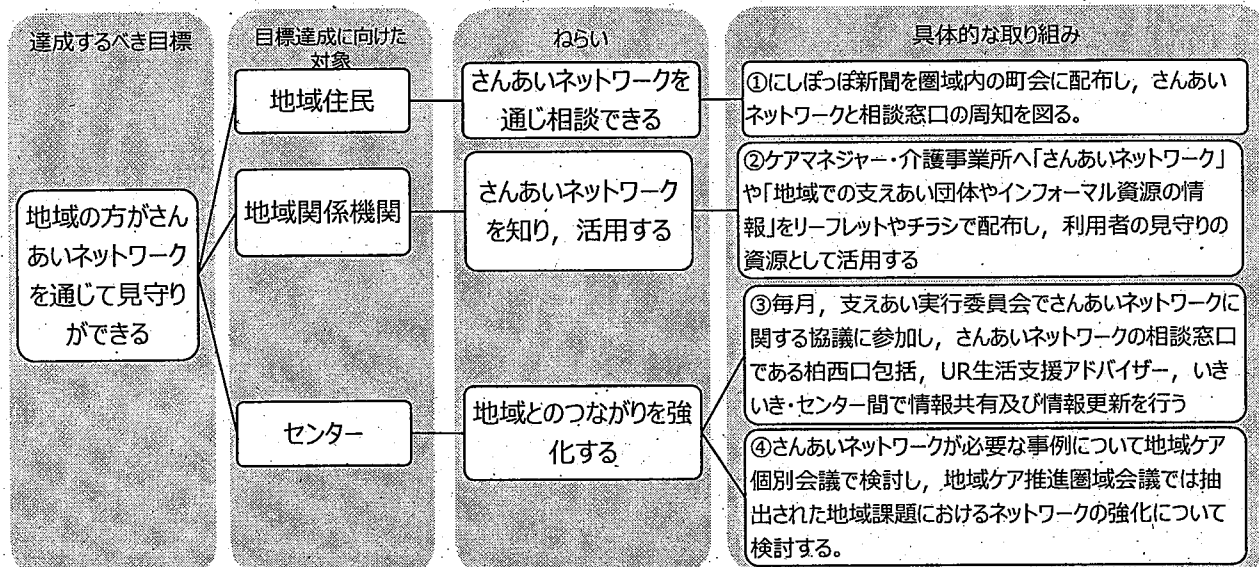 達成するべき目標
目標達成に向けた
対象
ねらい
具体的な取り組み
地域の方がさん
あいネットワーク
を通じて見守り
ができる
地域住民
さんあいネットワークを
通じ相談できる
①にしぽっぽ新聞を圏域内の町会に配布し，さんあい
ネットワークと相談窓口の周知を図る。
地域関係機関
さんあいネットワーク
を知り，活用する
②ケアマネジャー・介護事業所へ「さんあいネットワーク」
や「地域での支えあい団体やインフォーマル資源の情
報」をリーフレットやチラシで配布し，利用者の見守りの
資源として活用する
センター
地域とのつながりを強
化する
③毎月，支えあい実行委員会でさんあいネットワークに
関する協議に参加し，さんあいネットワークの相談窓口
である柏西口包括，UR生活支援アドバイザー，いき
いき・センター間で情報共有及び情報更新を行う
④さんあいネットワークが必要な事例について地域ケア
個別会議で検討し，地域ケア推進圏域会議では抽
出された地域課題におけるネットワークの強化について
検討する。